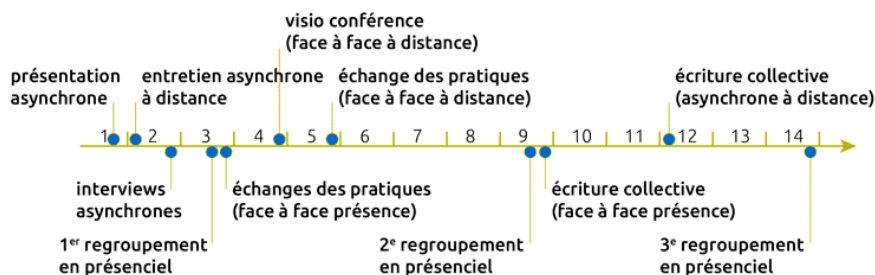 visio conférence
(face à face à distance)
présentation
asynchrone
entretien asynchrone
à distance
échange des pratiques
(face à face à distance)
écriture collective
(asynchrone à distance)
1 2 3 4 5 6 7 8 9 10 11 12 13 14
interviews
asynchrones
échanges des pratiques
(face à face présence)
écriture collective
(face à face présence)
1er regroupement
en présenciel
2e regroupement
en présenciel
3e regroupement
en présenciel